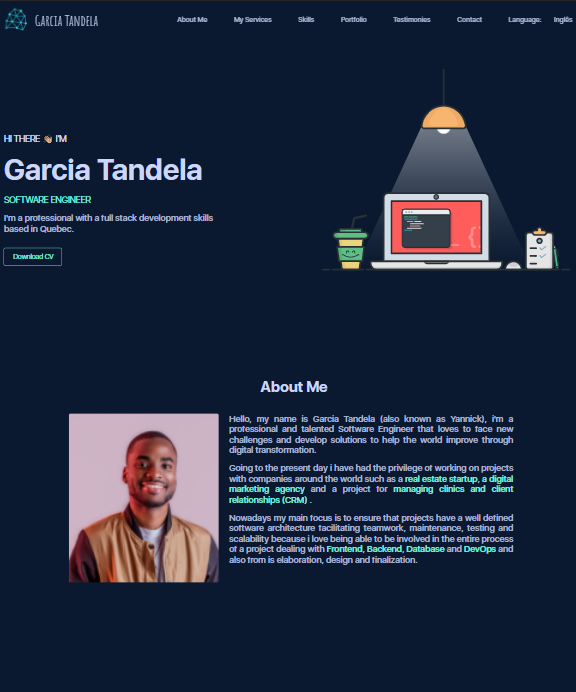 Garcia Tandela
About Me
My Services
Skills
Portfolio
Testimonies
Contact
Language:
Inglês
HI THERE 👋🏽 I'M
Garcia Tandela
SOFTWARE ENGINEER
I'm a professional with a full stack development skills
based in Quebec.
Download CV
About Me
Hello, my name is Garcia Tandela (also known as Yannick), i'm a
professional and talented Software Engineer that loves to face new
challenges and develop solutions to help the world improve through
digital transformation.
Going to the present day i have had the privilege of working on projects
with companies around the world such as a real estate startup, a digital
marketing agency and a project for managing clinics and client
relationships (CRM) .
Nowadays my main focus is to ensure that projects have a well defined
software architecture facilitating teamwork, maintenance, testing and
scalability because i love being able to be involved in the entire process
of a project dealing with Frontend, Backend, Database and DevOps and
also from is elaboration, design and finalization.